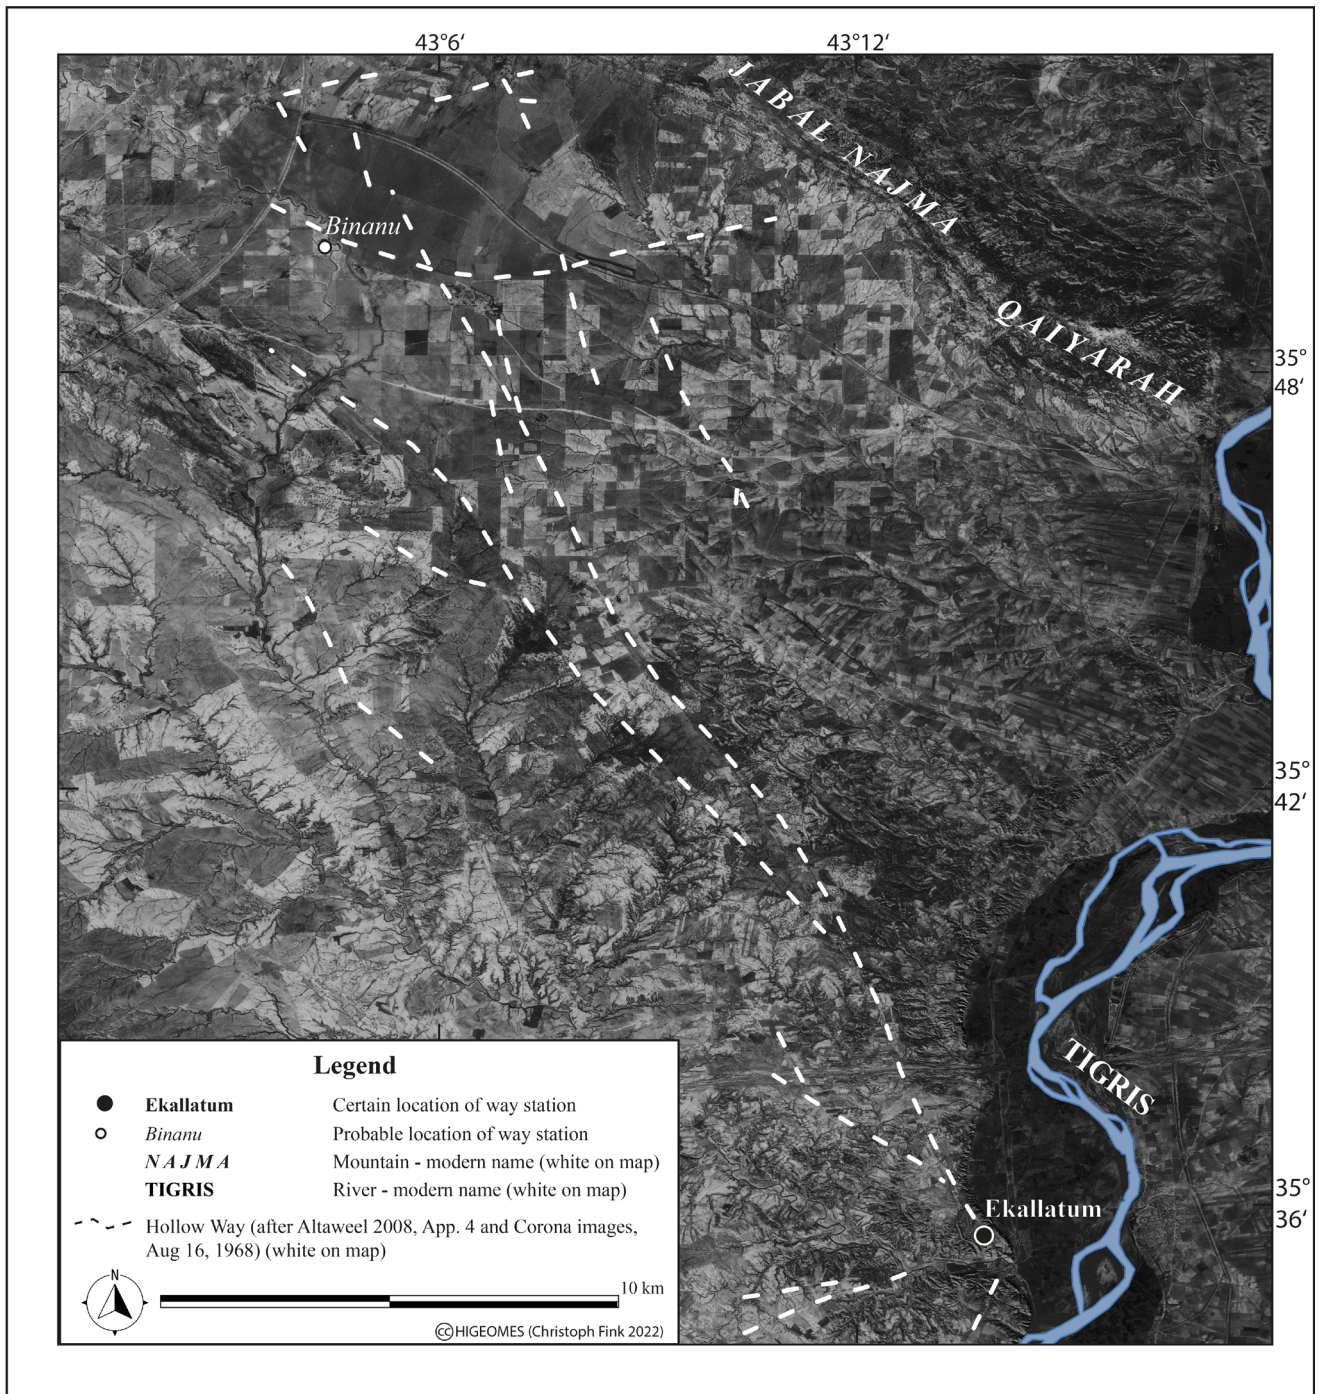 43°6‘
43°12‘
JABAL NAJMA
Binanu
QAIYARAH
35°
48‘
35°
42‘
TIGRIS
35°
36‘
Ekallatum
Legend
Ekallatum Certain location of way station
Binanu Probable location of way station
NAJMA Mountain - modern name (white on map)
TIGRIS River - modern name (white on map)
Hollow Way (after Altaweel 2008, App. 4 and Corona images,
Aug 16, 1968) (white on map)
N
10 km
cc HIGEOMES (Christoph Fink 2022)